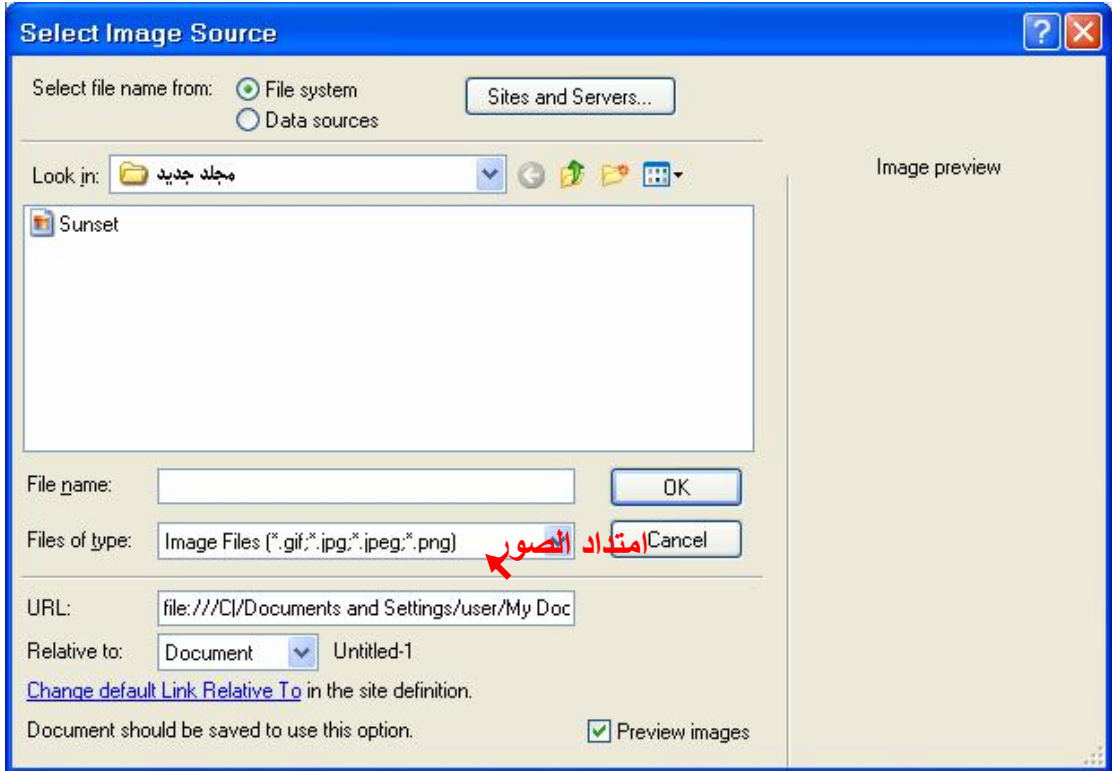 Select Image Source
Select file name from: File system Sites and Servers...
Data sources
Look in: مجلد جديد
Image preview
Sunset
File name: OK
Files of type: Image Files (*.gif;*.jpg;*.jpeg;*.png) Cancel
امتداد الصور
URL: file:///C|/Documents and Settings/user/My Doc
Relative to: Document Untitled-1
Change default Link Relative To in the site definition.
Document should be saved to use this option. Preview images